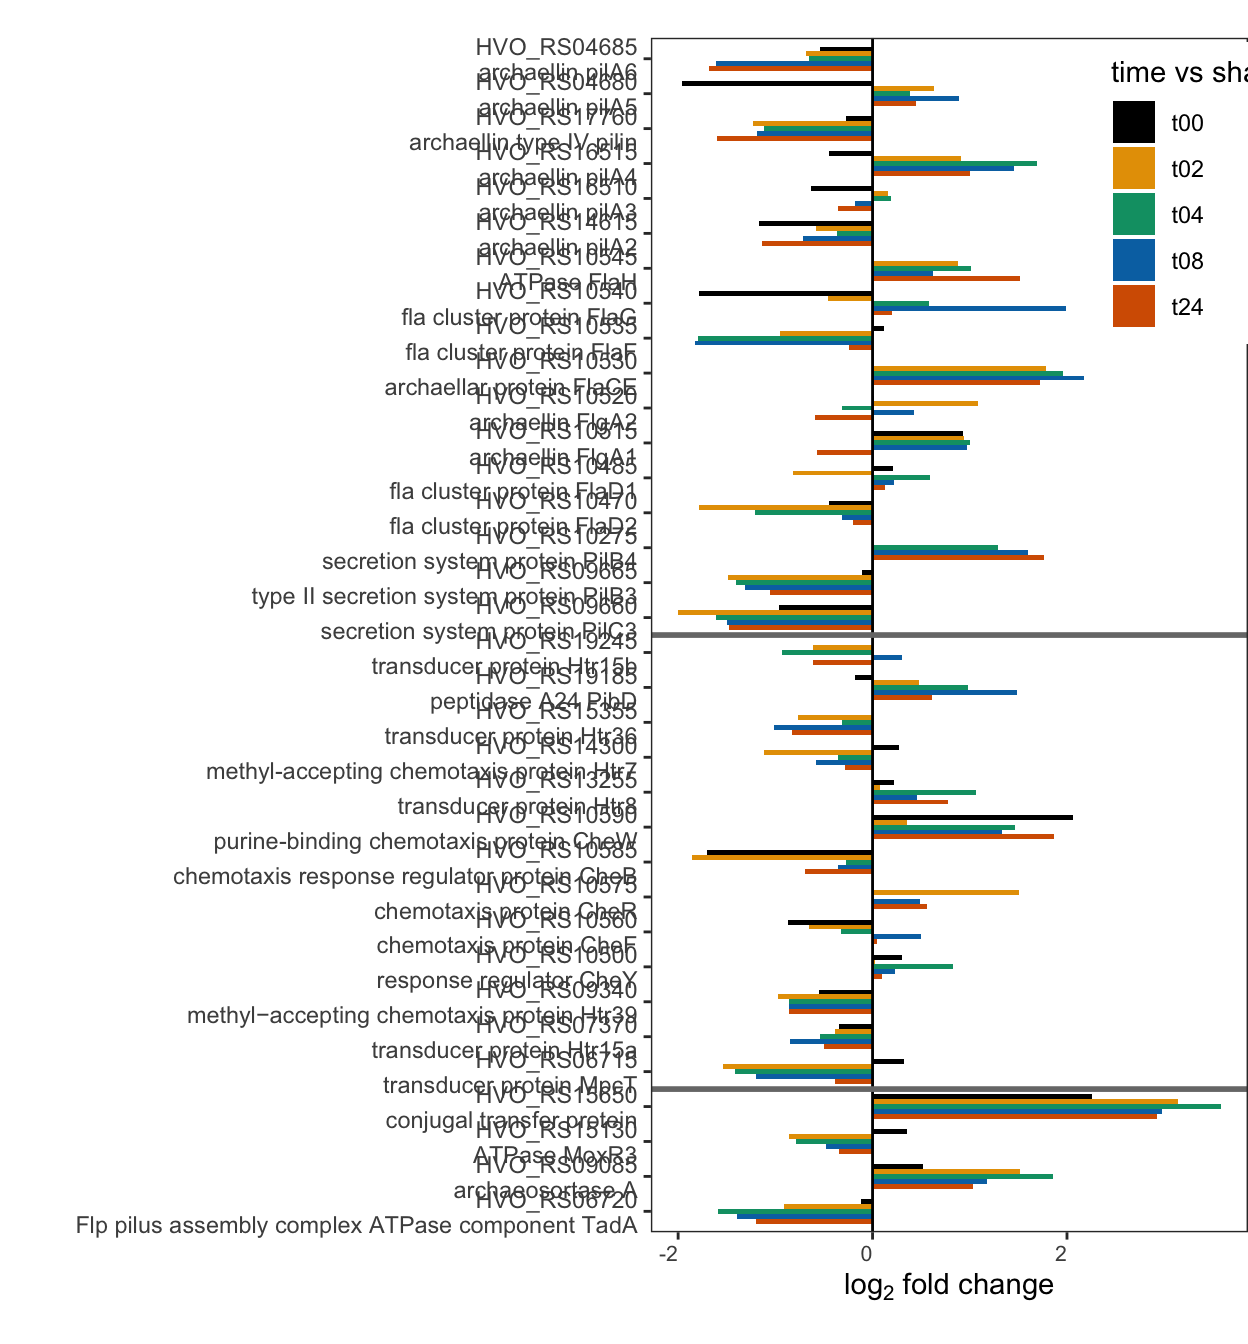 HVO_RS04685
archaellin pilA6
HVO_RS04680
archaellin pilA5
HVO_RS17760
archaellin type IV pilin
HVO_RS16515
archaellin pilA4
HVO_RS16510
archaellin pilA3
HVO_RS14615
archaellin pilA2
HVO_RS10545
ATPase FlaH
HVO_RS10540
fla cluster protein FlaG
HVO_RS10535
fla cluster protein FlaF
HVO_RS10530
archaellar protein FlaCE
HVO_RS10520
archaellin FlgA2
HVO_RS10515
archaellin FlgA1
HVO_RS10485
fla cluster protein FlaD1
HVO_RS10470
fla cluster protein FlaD2
HVO_RS10275
secretion system protein PilB4
HVO_RS09665
type II secretion system protein PilB3
HVO_RS09660
secretion system protein PilC3
HVO_RS19245
transducer protein Htr15b
HVO_RS19185
peptidase A24 PibD
HVO_RS15355
transducer protein Htr36
HVO_RS14300
methyl-accepting chemotaxis protein Htr7
HVO_RS13255
transducer protein Htr8
HVO_RS10590
purine-binding chemotaxis protein CheW
HVO_RS10585
chemotaxis response regulator protein CheB
HVO_RS10575
chemotaxis protein CheR
HVO_RS10560
chemotaxis protein CheF
HVO_RS10500
response regulator CheY
HVO_RS09340
methyl−accepting chemotaxis protein Htr39
HVO_RS07370
transducer protein Htr15a
HVO_RS06715
transducer protein MpcT
HVO_RS15650
conjugal transfer protein
HVO_RS15130
ATPase MoxR3
HVO_RS09085
archaeosortase A
HVO_RS06720
Flp pilus assembly complex ATPase component TadA
time vs sha
t00
t02
t04
t08
t24
-2 0 2
log2 fold change